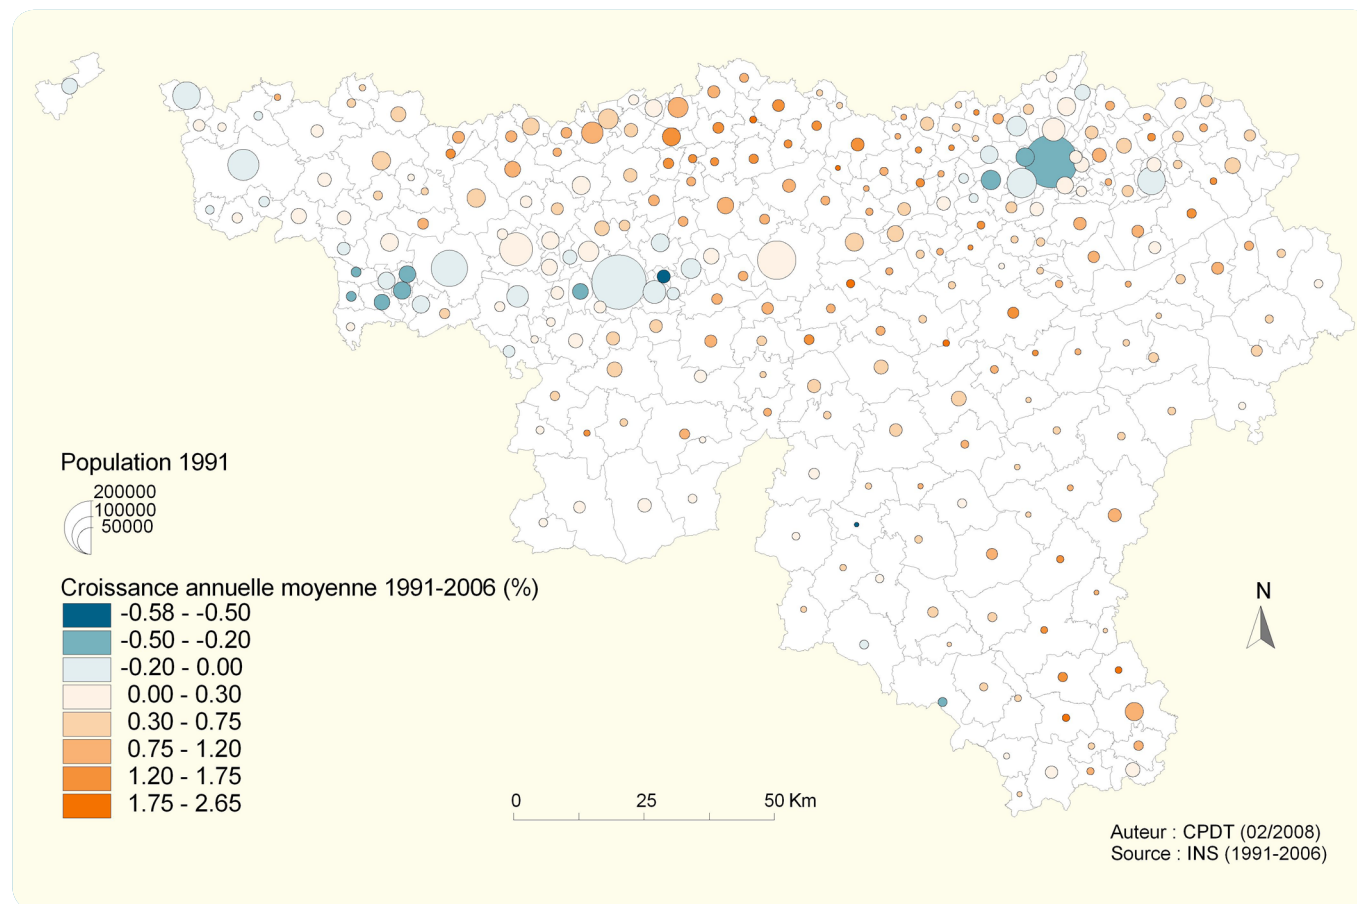 Population 1991
200000
100000
50000
Croissance annuelle moyenne 1991-2006 (%)
-0.58 - -0.50
-0.50 - -0.20
-0.20 - 0.00
0.00 - 0.30
0.30 - 0.75
0.75 - 1.20
1.20 - 1.75
1.75 - 2.65
N
0 25 50 Km
Auteur : CPDT (02/2008)
Source : INS (1991-2006)